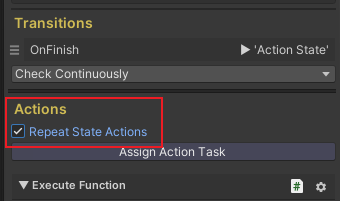 Transitions
OnFinish ▶ 'Action State'
Check Continuously
Actions
Repeat State Actions
Assign Action Task
▼ Execute Function #